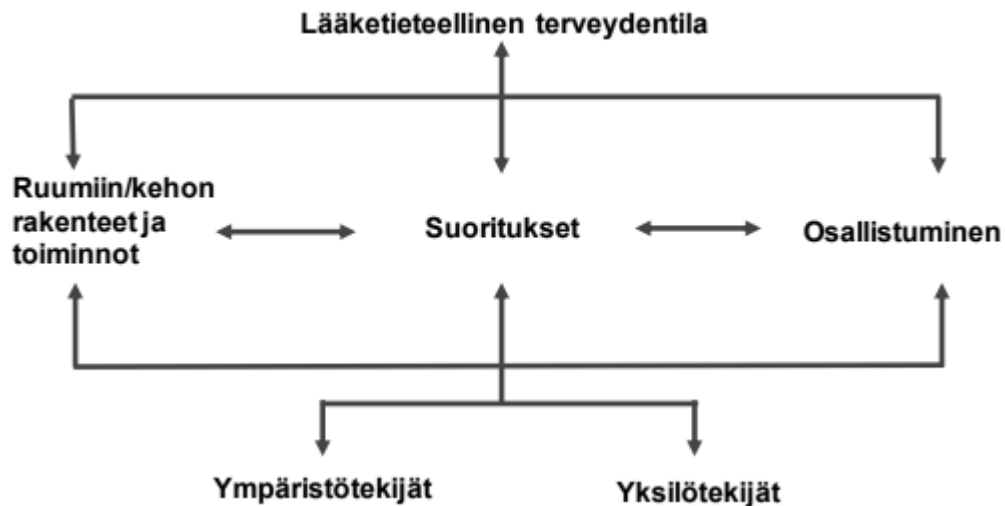 Lääketieteellinen terveydentila
Ruumiin/kehon
rakenteet ja
toiminnot
Suoritukset
Osallistuminen
Ympäristötekijät
Yksilötekijät